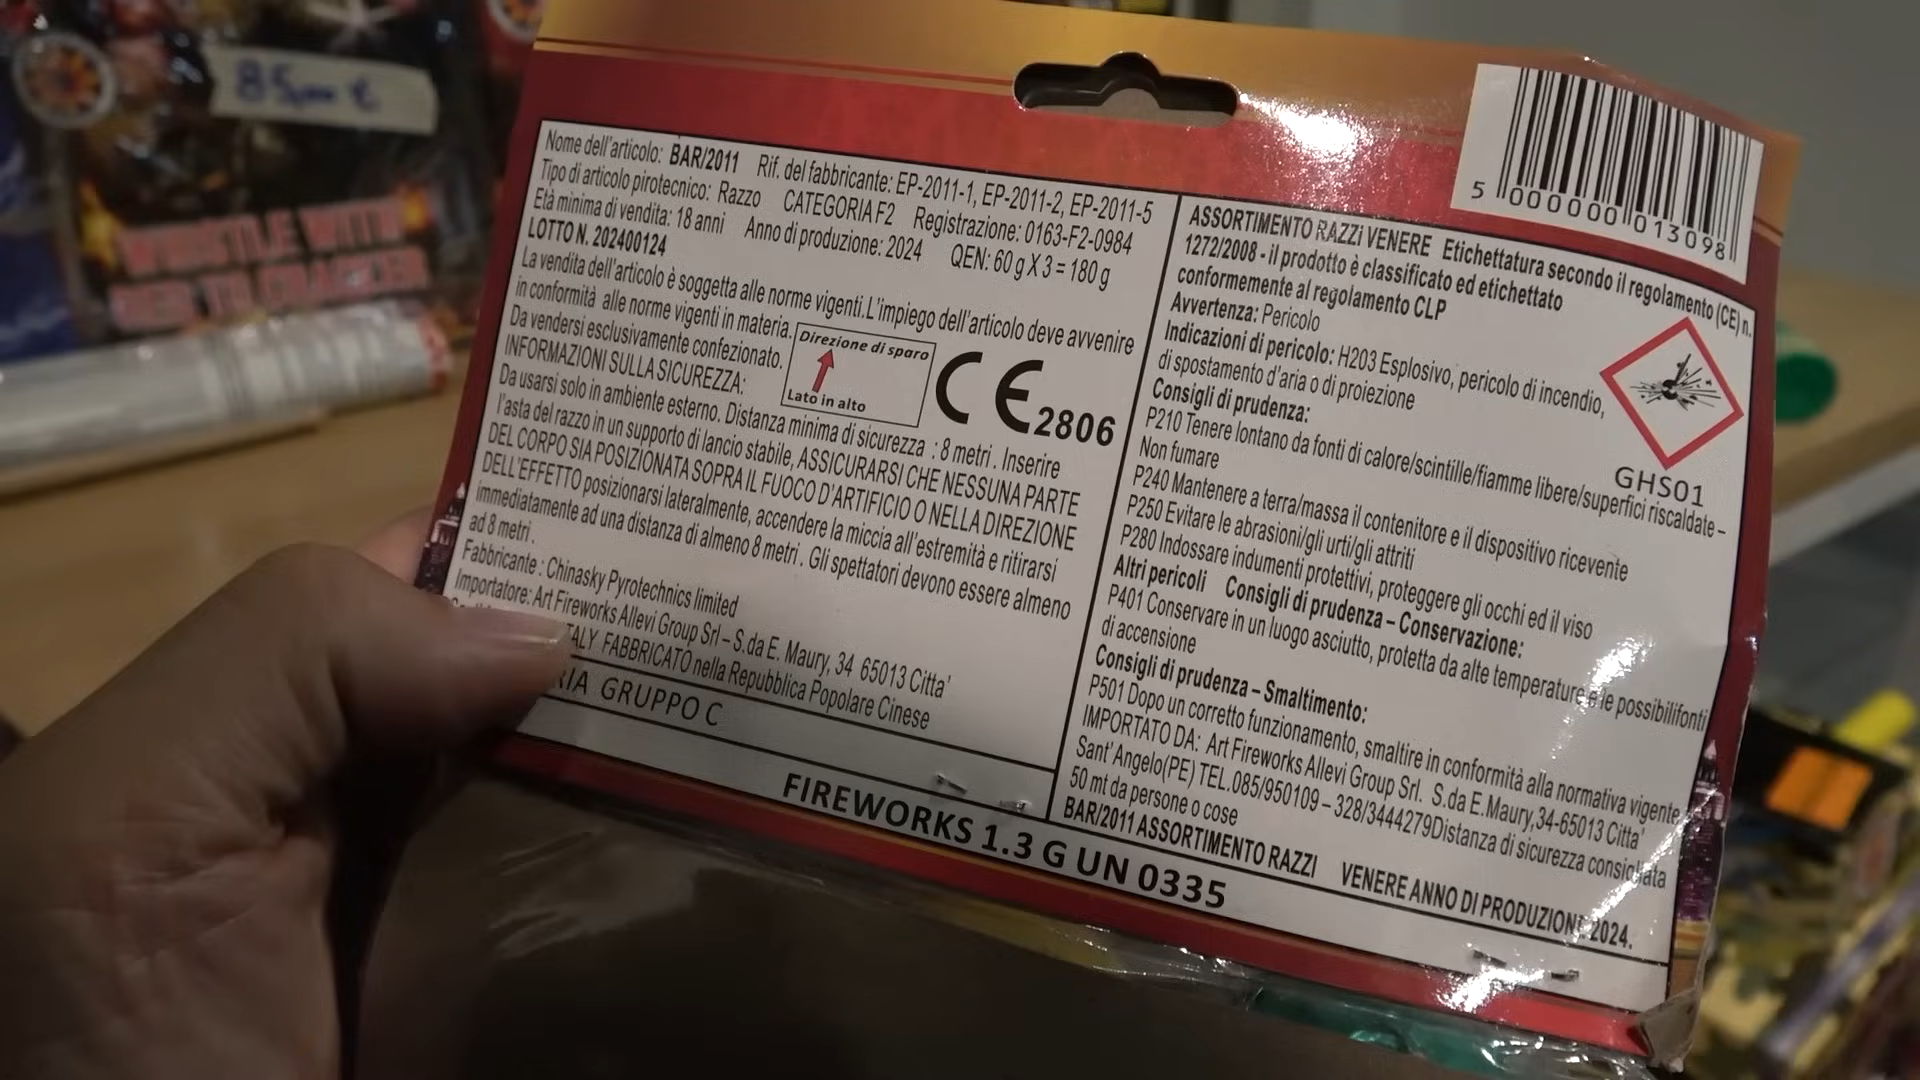 85,00 €
WHISTLE WITH
RED TO CRACKER
Nome dell'articolo: BAR/2011 Rif. del fabbricante: EP-2011-1, EP-2011-2, EP-2011-5
Tipo di articolo pirotecnico: Razzo CATEGORIA F2 Registrazione: 0163-F2-0984
Età minima di vendita: 18 anni Anno di produzione: 2024 QEN: 60 g X 3 = 180 g
LOTTO N. 202400124
La vendita dell'articolo è soggetta alle norme vigenti. L'impiego dell'articolo deve avvenire
in conformità alle norme vigenti in materia.
Da vendersi esclusivamente confezionato.
INFORMAZIONI SULLA SICUREZZA:
Direzione di sparo
Lato in alto
CE 2806
Da usarsi solo in ambiente esterno. Distanza minima di sicurezza : 8 metri . Inserire
l'asta del razzo in un supporto di lancio stabile, ASSICURARSI CHE NESSUNA PARTE
DEL CORPO SIA POSIZIONATA SOPRA IL FUOCO D'ARTIFICIO O NELLA DIREZIONE
DELL'EFFETTO posizionarsi lateralmente, accendere la miccia all'estremità e ritirarsi
immediatamente ad una distanza di almeno 8 metri . Gli spettatori devono essere almeno
ad 8 metri .
Fabbricante : Chinasky Pyrotechnics limited
Importatore: Art Fireworks Allevi Group Srl – S.da E. Maury, 34 65013 Citta'
TALY FABBRICATO nella Repubblica Popolare Cinese
RIA GRUPPO C
FIREWORKS 1.3 G UN 0335
5 000000 013098
ASSORTIMENTO RAZZi VENERE Etichettatura secondo il regolamento (CE) n.
1272/2008 - il prodotto è classificato ed etichettato
conformemente al regolamento CLP
Avvertenza: Pericolo
Indicazioni di pericolo: H203 Esplosivo, pericolo di incendio,
di spostamento d'aria o di proiezione
Consigli di prudenza:
GHS01
P210 Tenere lontano da fonti di calore/scintille/fiamme libere/superfici riscaldate –
Non fumare
P240 Mantenere a terra/massa il contenitore e il dispositivo ricevente
P250 Evitare le abrasioni/gli urti/gli attriti
P280 Indossare indumenti protettivi, proteggere gli occhi ed il viso
Altri pericoli Consigli di prudenza – Conservazione:
P401 Conservare in un luogo asciutto, protetta da alte temperature e le possibilifonti
di accensione
Consigli di prudenza – Smaltimento:
P501 Dopo un corretto funzionamento, smaltire in conformità alla normativa vigente
IMPORTATO DA: Art Fireworks Allevi Group Srl. S.da E.Maury,34-65013 Citta'
Sant'Angelo(PE) TEL.085/950109 – 328/3444279Distanza di sicurezza consigliata
50 mt da persone o cose
BAR/2011 ASSORTIMENTO RAZZI VENERE ANNO DI PRODUZIONE 2024.